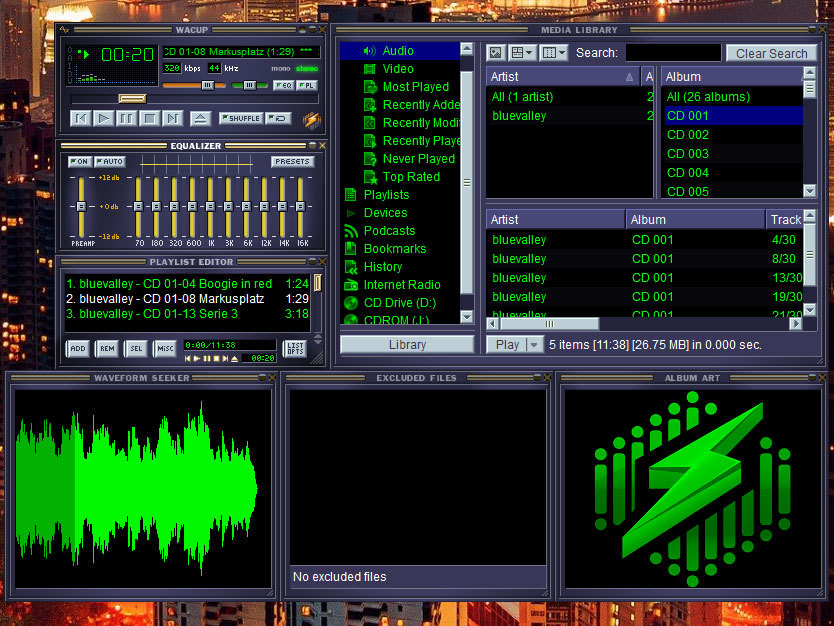 WACUP
OAIDU
00:20
CD 01-08 Markusplatz (1:29) ***
320 kbps 44 kHz mono stereo
EQ PL
SHUFFLE
EQUALIZER
ON AUTO PRESETS
+12db
+0db
-12db
PREAMP 70 180 320 600 1K 3K 6K 12K 14K 16K
PLAYLIST EDITOR
1. bluevalley - CD 01-04 Boogie in red 1:24
2. bluevalley - CD 01-08 Markusplatz 1:29
3. bluevalley - CD 01-13 Serie 3 3:18
ADD REM SEL MISC
0:00/11:38
00:20
LIST OPTS
MEDIA LIBRARY
Audio
Video
Most Played
Recently Adde
Recently Modi
Recently Playe
Never Played
Top Rated
Playlists
Devices
Podcasts
Bookmarks
History
Internet Radio
CD Drive (D:)
CDROM (J:)
Library
Search:
Clear Search
Artist A
All (1 artist) 2
bluevalley 2
Album
All (26 albums)
CD 001
CD 002
CD 003
CD 004
CD 005
Artist Album Track
bluevalley CD 001 4/30
bluevalley CD 001 8/30
bluevalley CD 001 13/30
bluevalley CD 001 19/30
bluevalley CD 001 21/30
Play
5 items [11:38] [26.75 MB] in 0.000 sec.
WAVEFORM SEEKER
EXCLUDED FILES
No excluded files
ALBUM ART